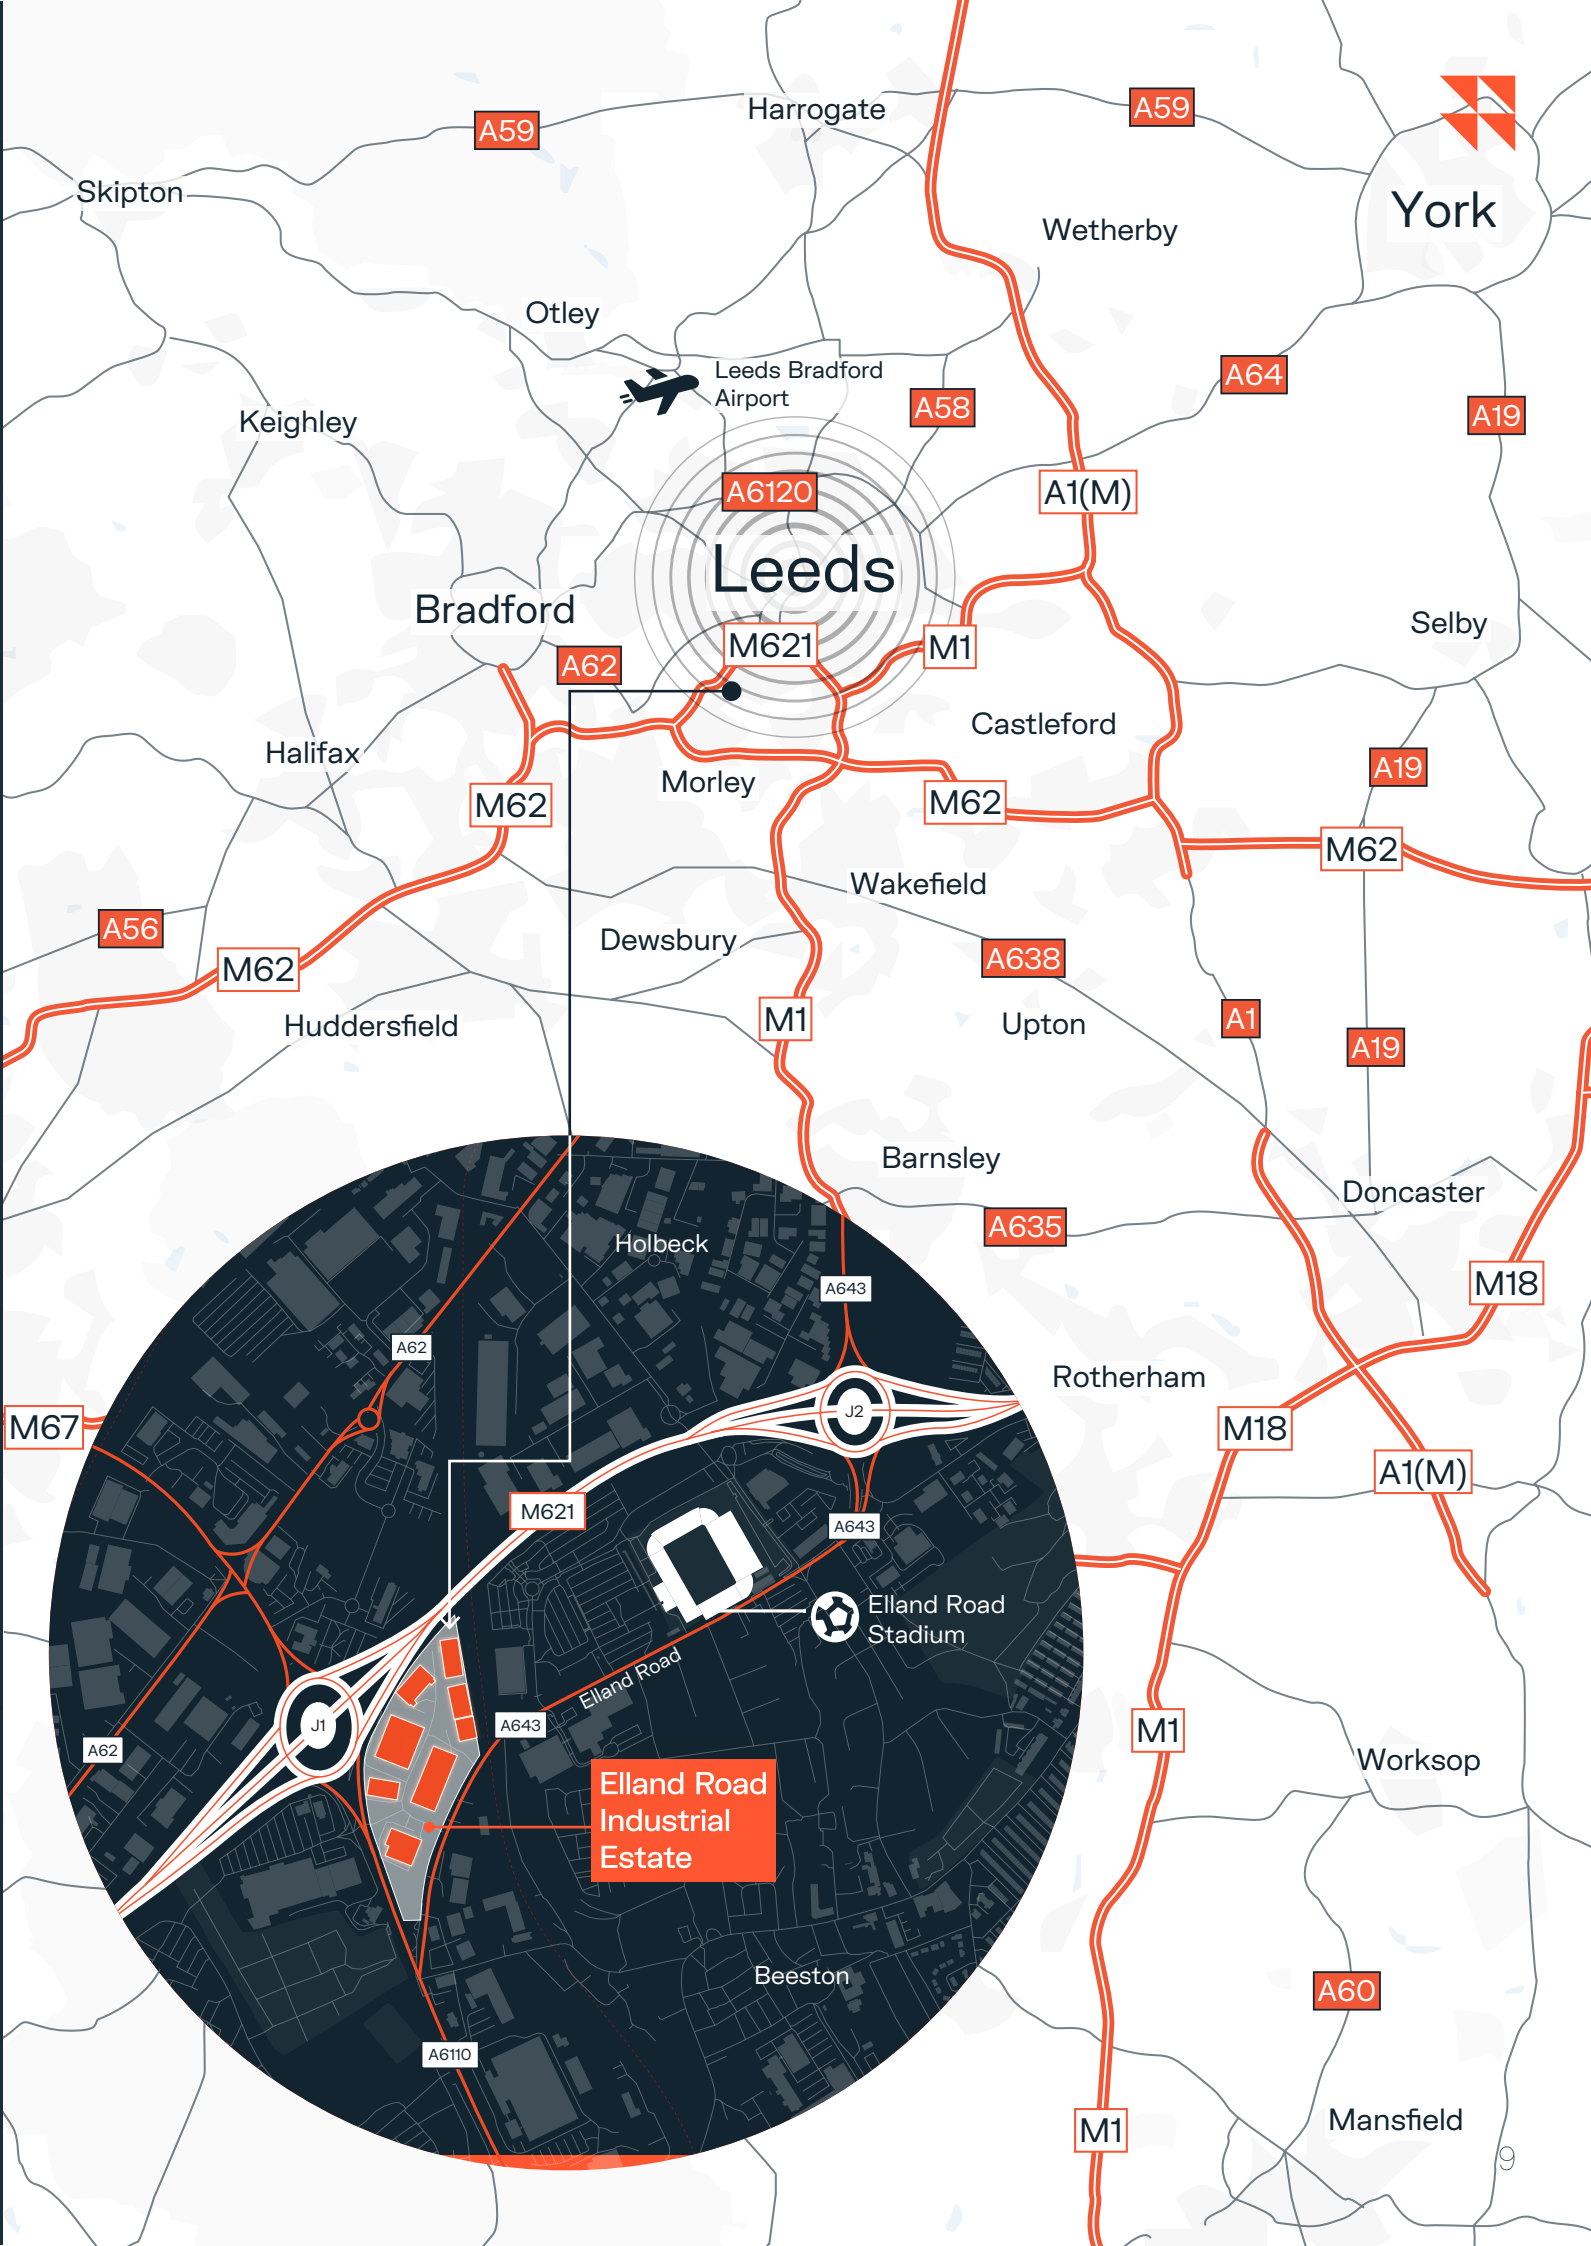 Harrogate
A59
A59
Skipton
York
Wetherby
Otley
Leeds Bradford
Airport
A64
A58
A19
Keighley
A6120
A1(M)
Leeds
Bradford
Selby
M621
M1
A62
Castleford
Halifax
A19
Morley
M62
M62
M62
Wakefield
A56
Dewsbury
A638
M62
M1
Upton
A1
Huddersfield
A19
Barnsley
Doncaster
A635
Holbeck
M18
A643
A62
Rotherham
J2
M67
M18
A1(M)
M621
A643
Elland Road
Stadium
Elland Road
J1
A643
M1
A62
Worksop
Elland Road
Industrial
Estate
Beeston
A60
A6110
Mansfield
M1
9